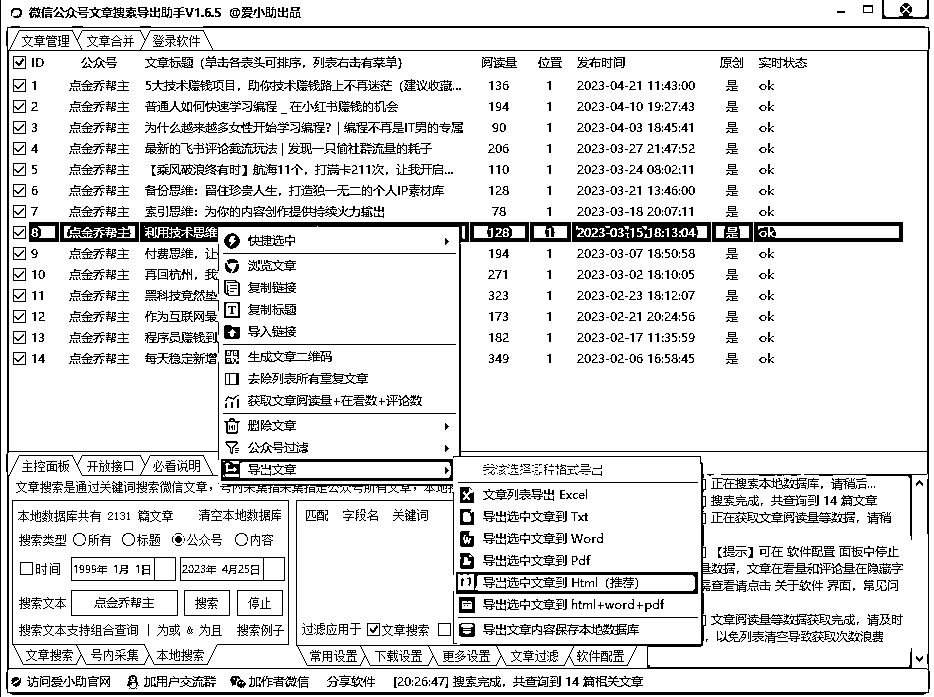 微信公众号文章搜索导出助手V1.6.5 @爱小助出品
文章管理 文章合并 登录软件
ID 公众号 文章标题（单击各表头可排序，列表右击有菜单） 阅读量 位置 发布时间 原创 实时状态
1 点金乔帮主 5大技术赚钱项目，助你技术赚钱路上不再迷茫（建议收藏... 136 1 2023-04-21 11:43:00 是 ok
2 点金乔帮主 普通人如何快速学习编程 _ 在小红书赚钱的机会 194 1 2023-04-10 19:27:43 是 ok
3 点金乔帮主 为什么越来越多女性开始学习编程？| 编程不再是IT男的专属 90 1 2023-04-03 18:45:41 是 ok
4 点金乔帮主 最新的飞书评论截流玩法 | 发现一只偷社群流量的耗子 206 1 2023-03-27 21:47:52 是 ok
5 点金乔帮主 【乘风破浪终有时】航海11个，打满卡211次，让我开启... 110 1 2023-03-24 08:02:11 是 ok
6 点金乔帮主 备份思维：留住珍贵人生，打造独一无二的个人IP素材库 128 1 2023-03-21 13:46:00 是 ok
7 点金乔帮主 索引思维：为你的内容创作提供持续火力输出 78 1 2023-03-18 20:07:11 是 ok
8 点金乔帮主 利用技术思维 128 1 2023-03-15 18:13:04 是 ok
9 点金乔帮主 付费思维，让 194 1 2023-03-07 18:50:58 是 ok
10 点金乔帮主 再回杭州，我 271 1 2023-03-02 18:10:05 是 ok
11 点金乔帮主 黑科技竟然垫 323 1 2023-02-23 18:12:07 是 ok
12 点金乔帮主 作为互联网最 173 1 2023-02-21 20:24:56 是 ok
13 点金乔帮主 程序员赚钱到 182 1 2023-02-17 11:35:59 是 ok
14 点金乔帮主 每天稳定新增 349 1 2023-02-06 16:58:45 是 ok
快捷选中
浏览文章
复制链接
复制标题
导入链接
生成文章二维码
去除列表所有重复文章
获取文章阅读量+在看数+评论数
删除文章
公众号过滤
导出文章
我该选择哪种格式导出
文章列表导出 Excel
导出选中文章到 Txt
导出选中文章到 Word
导出选中文章到 Pdf
导出选中文章到 Html（推荐）
导出选中文章到 html+word+pdf
导出文章内容保存本地数据库
主控面板 开放接口 必看说明
文章搜索是通过关键词搜索微信文章，号内采集指采集指定公众号所有文章，本地搜
本地数据库共有 2131 篇文章 清空本地数据库
搜索类型 所有 标题 公众号 内容
时间 1999年 1月 1日 2023年 4月25日
搜索文本 点金乔帮主 搜索 停止
搜索文本支持组合查询 | 为或 & 为且 搜索例子
文章搜索 号内采集 本地搜索
匹配 字段名 关键词
过滤应用于 文章搜索
常用设置 下载设置 更多设置 文章过滤 软件配置
] 正在搜索本地数据库，请稍后...
] 搜索完成，共查询到 14 篇文章
] 正在获取文章阅读量等数据，请稍
] 【提示】可在 软件配置 面板中停止
量数据，文章在看量和评论量在隐藏字
需查看请点击 关于软件 界面，常见问
] 文章阅读量等数据获取完成，请及时
，以免列表清空导致获取次数浪费
访问爱小助官网 加用户交流群 加作者微信 分享软件 [20:26:47] 搜索完成，共查询到 14 篇相关文章